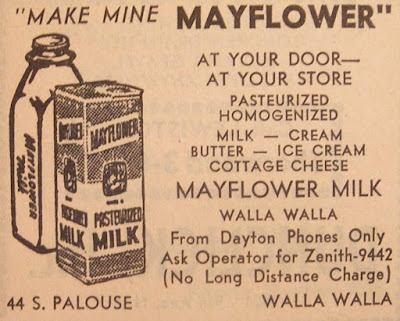 "MAKE MINE MAYFLOWER"
AT YOUR DOOR—
AT YOUR STORE
PASTEURIZED
HOMOGENIZED
MILK — CREAM
BUTTER — ICE CREAM
COTTAGE CHEESE
MAYFLOWER MILK
WALLA WALLA
From Dayton Phones Only
Ask Operator for Zenith-9442
(No Long Distance Charge)
44 S. PALOUSE
WALLA WALLA
MAYFLOWER
MAYFLOWER
PASTEURIZED
MILK
MILK